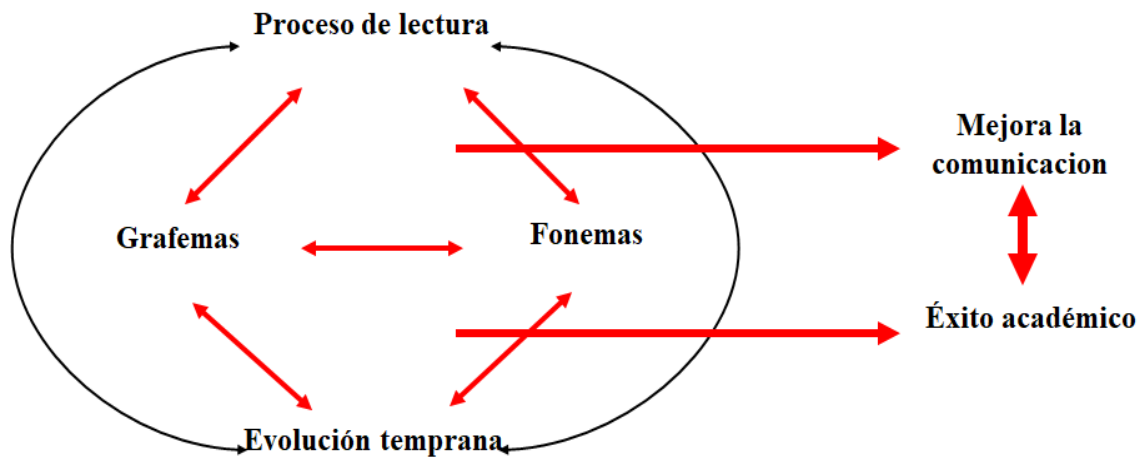 Proceso de lectura
Mejora la
comunicacion
Grafemas
Fonemas
Éxito académico
Evolución temprana